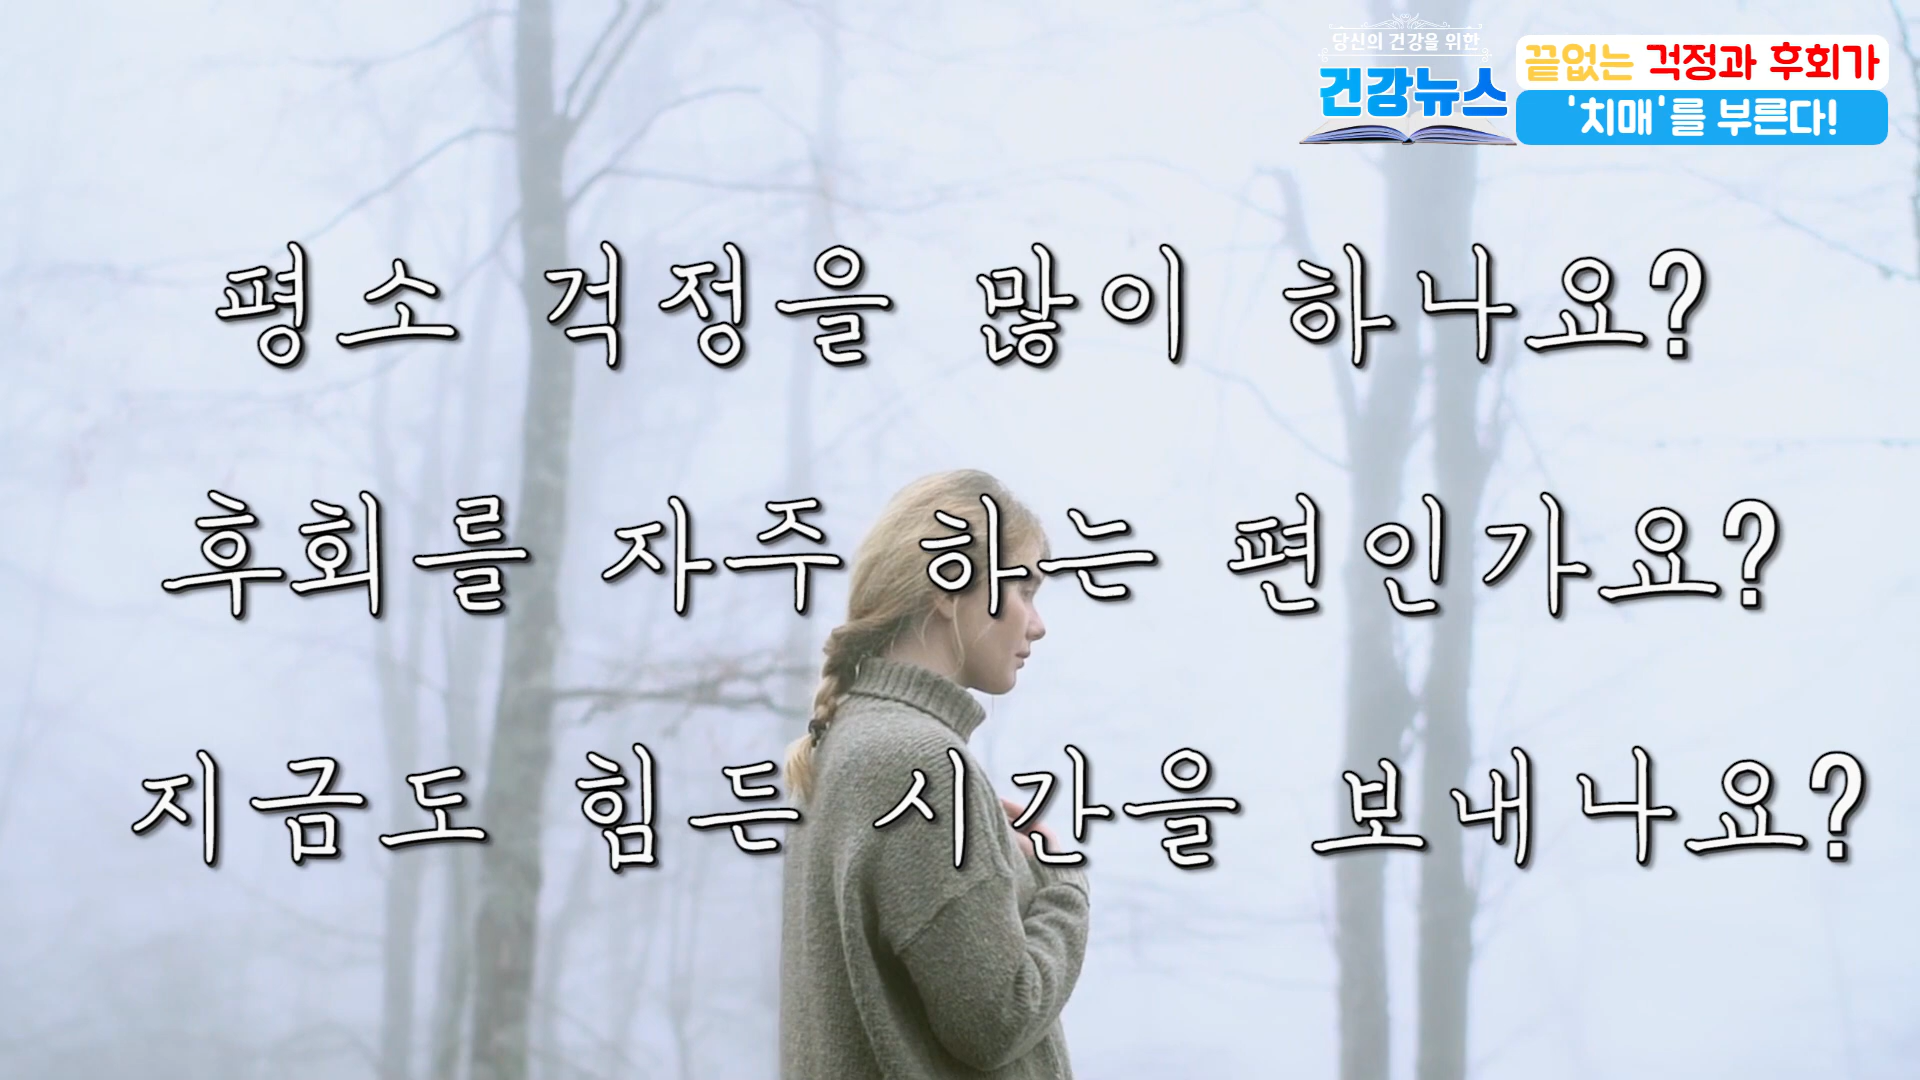 당신의 건강을 위한
건강뉴스
끝없는 걱정과 후회가
'치매'를 부른다!
평소 걱정을 많이 하나요?
후회를 자주 하는 편인가요?
지금도 힘든 시간을 보내나요?